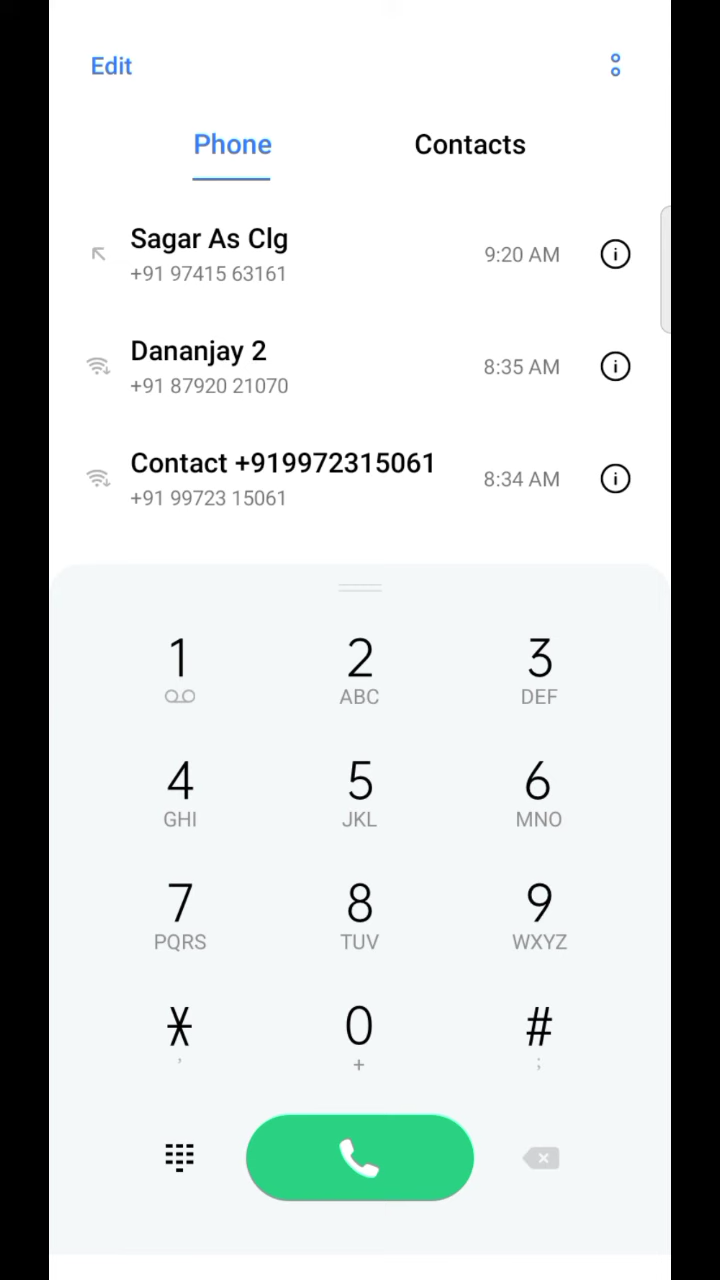 Edit
Phone Contacts
Sagar As Clg
+91 97415 63161
9:20 AM
Dananjay 2
+91 87920 21070
8:35 AM
Contact +919972315061
+91 99723 15061
8:34 AM
1 2 3
ABC DEF
4 5 6
GHI JKL MNO
7 8 9
PQRS TUV WXYZ
* 0 #
, + ;